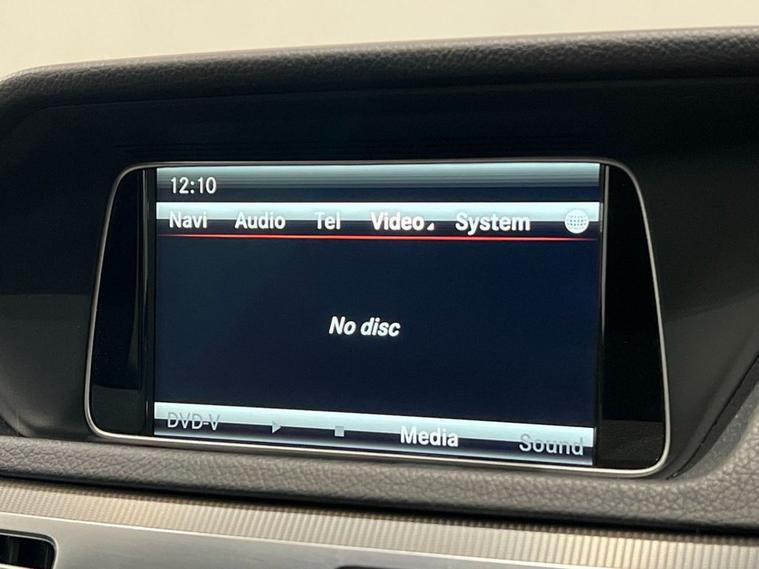 12:10
Navi Audio Tel Video System
No disc
DVD-V Media Sound